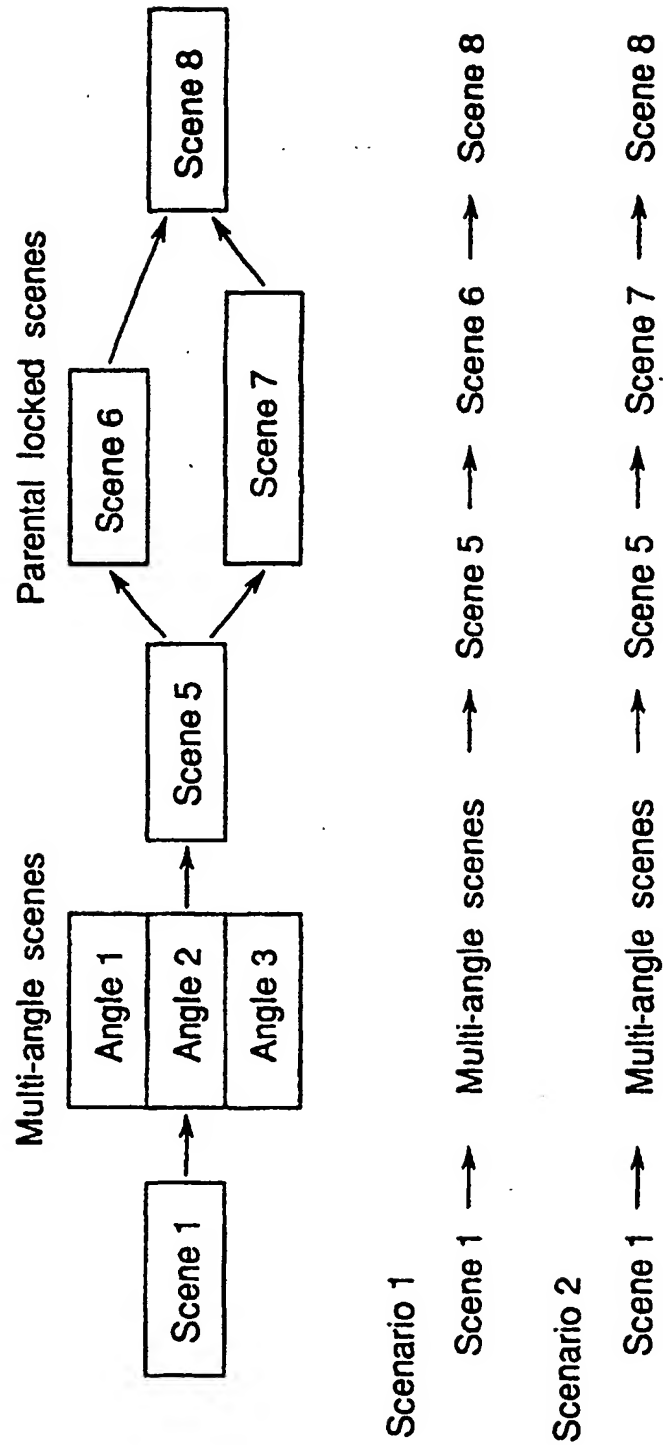 Multi-angle scenes
Parental locked scenes
Scene 1
Angle 1
Angle 2
Angle 3
Scene 5
Scene 6
Scene 7
Scene 8
Scenario 1
Scene 1 → Multi-angle scenes → Scene 5 → Scene 6 → Scene 8
Scenario 2
Scene 1 → Multi-angle scenes → Scene 5 → Scene 7 → Scene 8